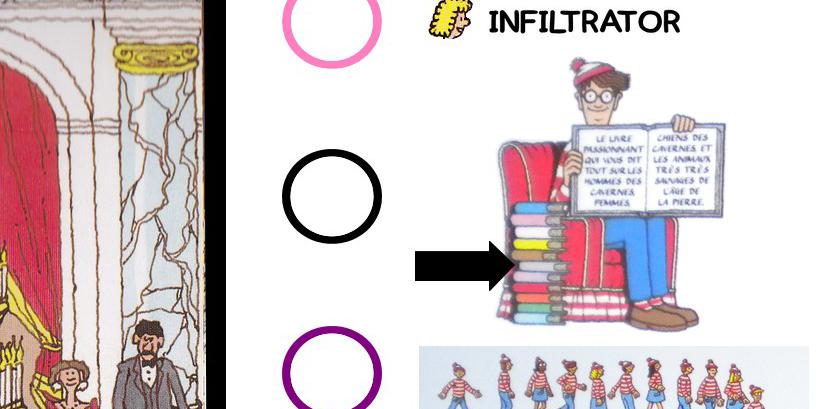 INFILTRATOR
LE LIVRE
PASSIONNANT
QUI VOUS DIT
TOUT SUR LES
HOMMES DES
CAVERNES,
FEMMES,
CHIENS DES
CAVERNES, ET
LES ANIMAUX
TRÈS TRÈS
SAUVAGES DE
L'ÂGE DE
LA PIERRE.